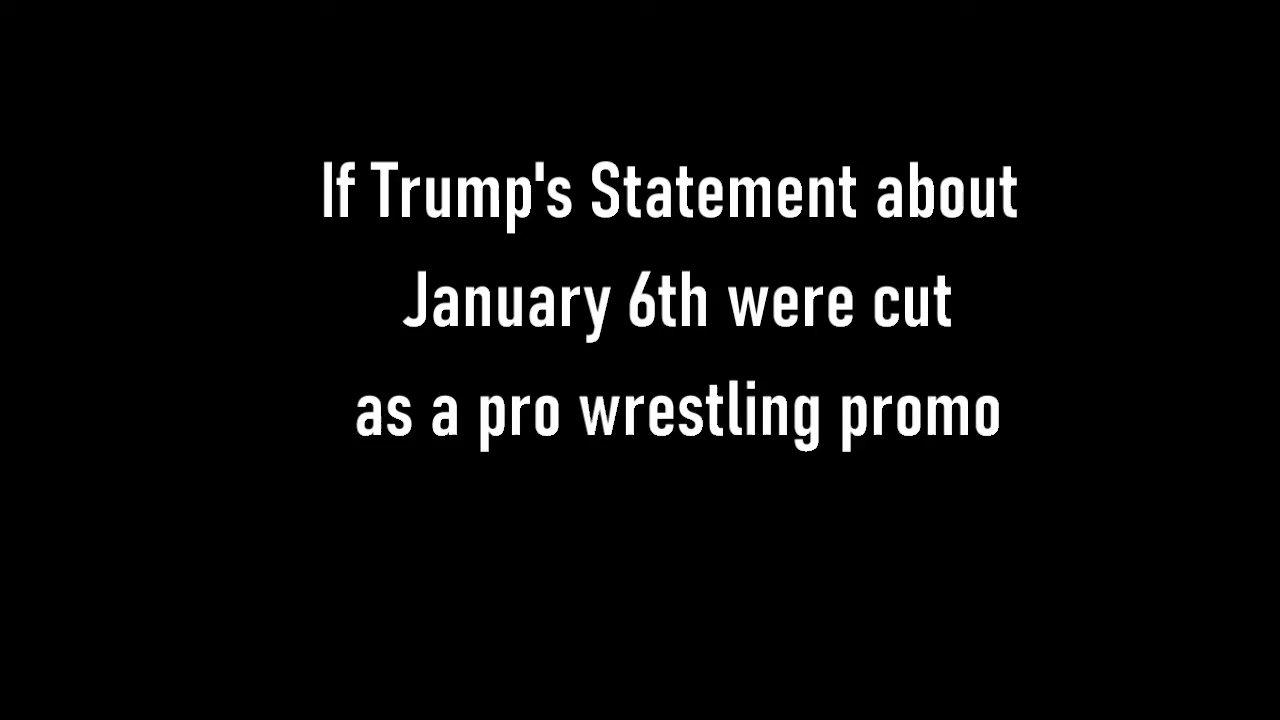 If Trump's Statement about
January 6th were cut
as a pro wrestling promo